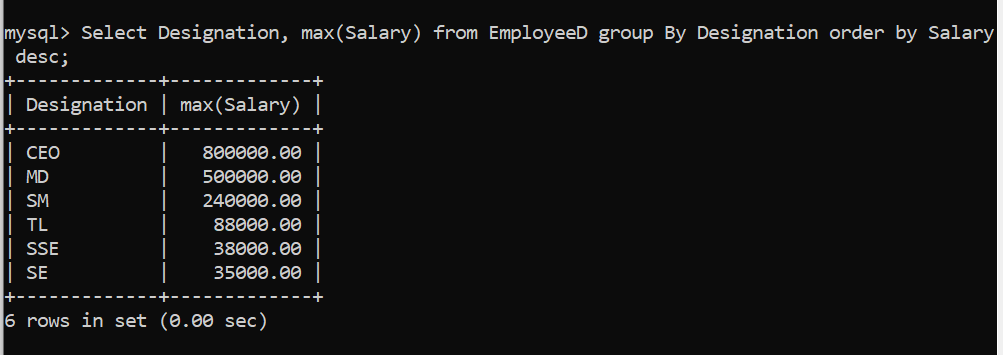 mysql> Select Designation, max(Salary) from EmployeeD group By Designation order by Salary
 desc;
+-------------+-------------+
| Designation | max(Salary) |
+-------------+-------------+
| CEO         |   800000.00 |
| MD          |   500000.00 |
| SM          |   240000.00 |
| TL          |    88000.00 |
| SSE         |    38000.00 |
| SE          |    35000.00 |
+-------------+-------------+
6 rows in set (0.00 sec)